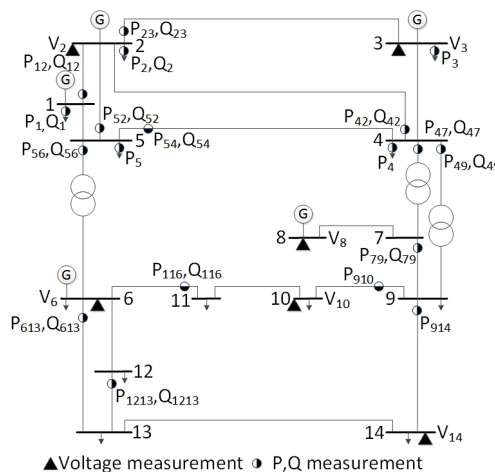 G
G
P23,Q23
V2
2
3
V3
P12,Q12
P2,Q2
P3
G
P52,Q52
P42,Q42
P47,Q47
1
P1,Q1
5
P54,Q54
4
P49,Q49
P56,Q56
P5
P4
G
8
V8
7
P79,Q79
G
P116,Q116
P910
V6
6
11
10
V10
9
P613,Q613
P914
12
P1213,Q1213
13
14
V14
Voltage measurement P,Q measurement